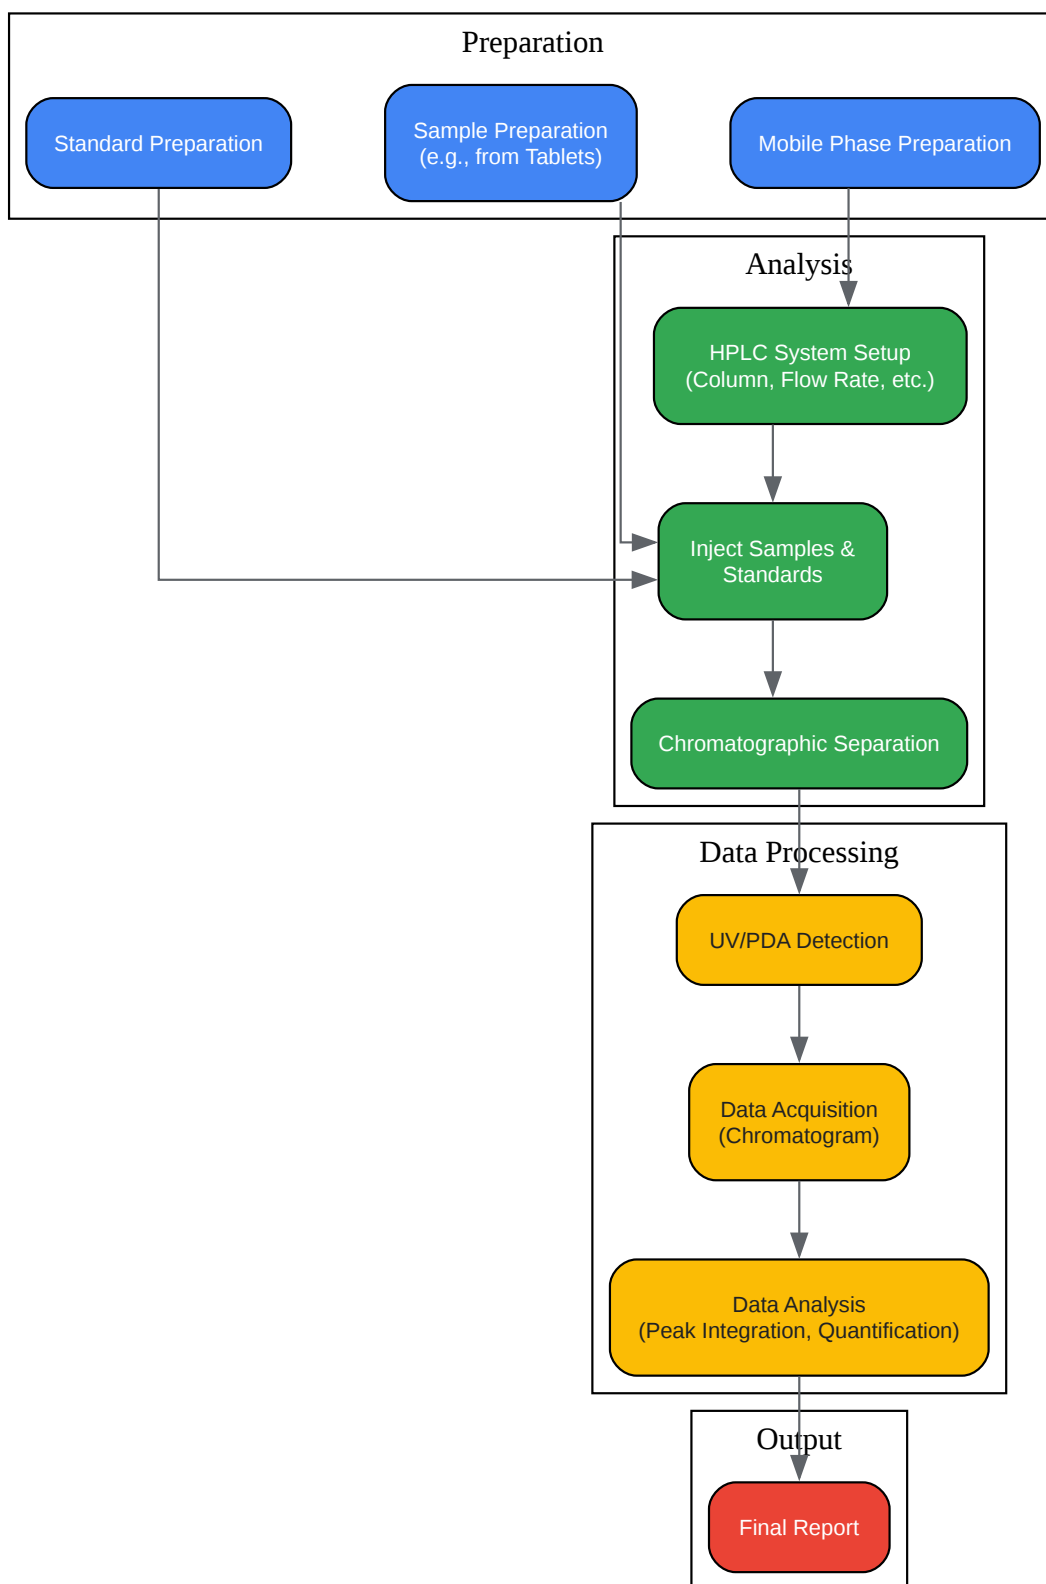 Preparation
Standard Preparation
Sample Preparation
(e.g., from Tablets)
Mobile Phase Preparation
Analysis
HPLC System Setup
(Column, Flow Rate, etc.)
Inject Samples &
Standards
Chromatographic Separation
Data Processing
UV/PDA Detection
Data Acquisition
(Chromatogram)
Data Analysis
(Peak Integration, Quantification)
Output
Final Report